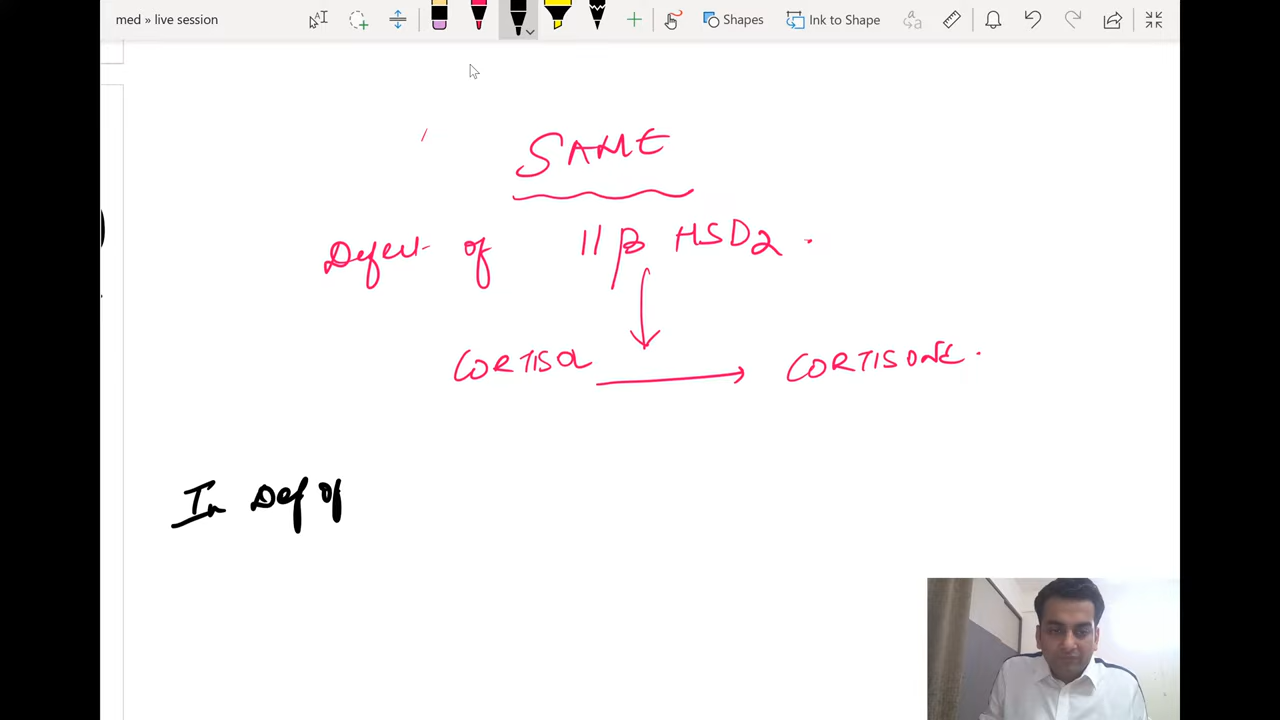 med » live session
Shapes
Ink to Shape
SAME
Defect of 11β HSD2.
CORTISOL → CORTISONE.
In Def of